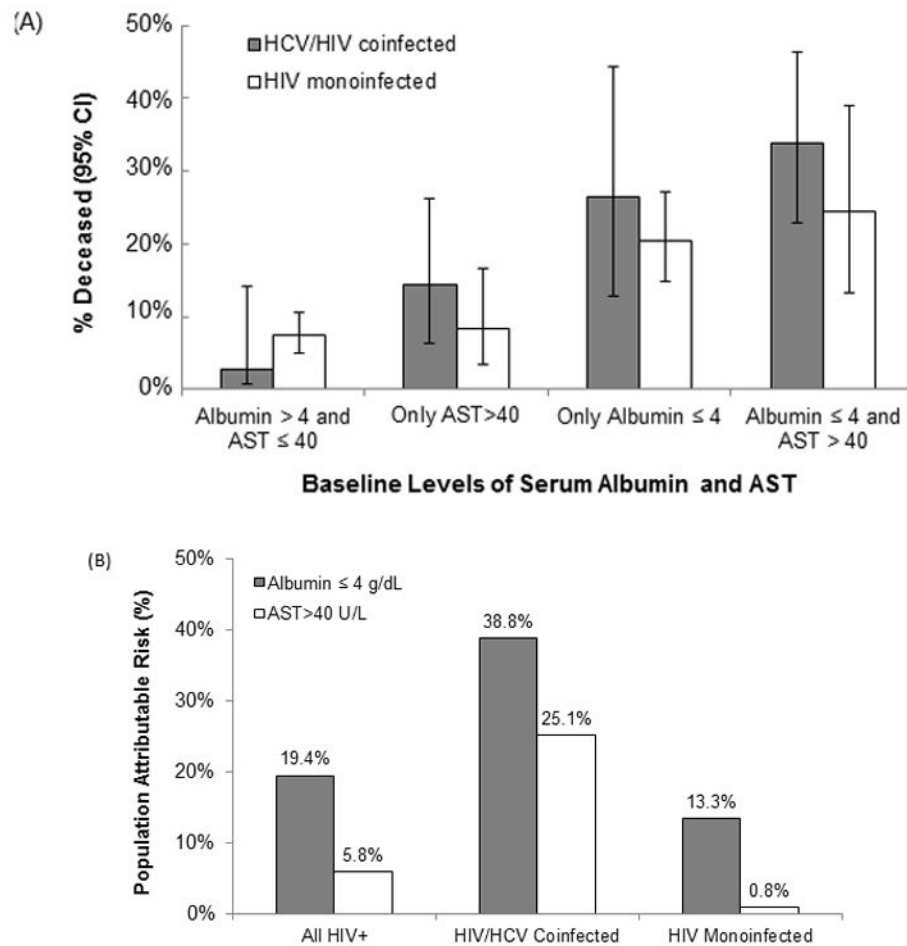 (A)
50%
40%
30%
20%
10%
0%
% Deceased (95% CI)
HCV/HIV coinfected
HIV monoinfected
Albumin > 4 and
AST ≤ 40
Only AST>40
Only Albumin ≤ 4
Albumin ≤ 4 and
AST > 40
Baseline Levels of Serum Albumin and AST
(B)
50%
40%
30%
20%
10%
0%
Population Attributable Risk (%)
Albumin ≤ 4 g/dL
AST>40 U/L
19.4%
5.8%
38.8%
25.1%
13.3%
0.8%
All HIV+
HIV/HCV Coinfected
HIV Monoinfected